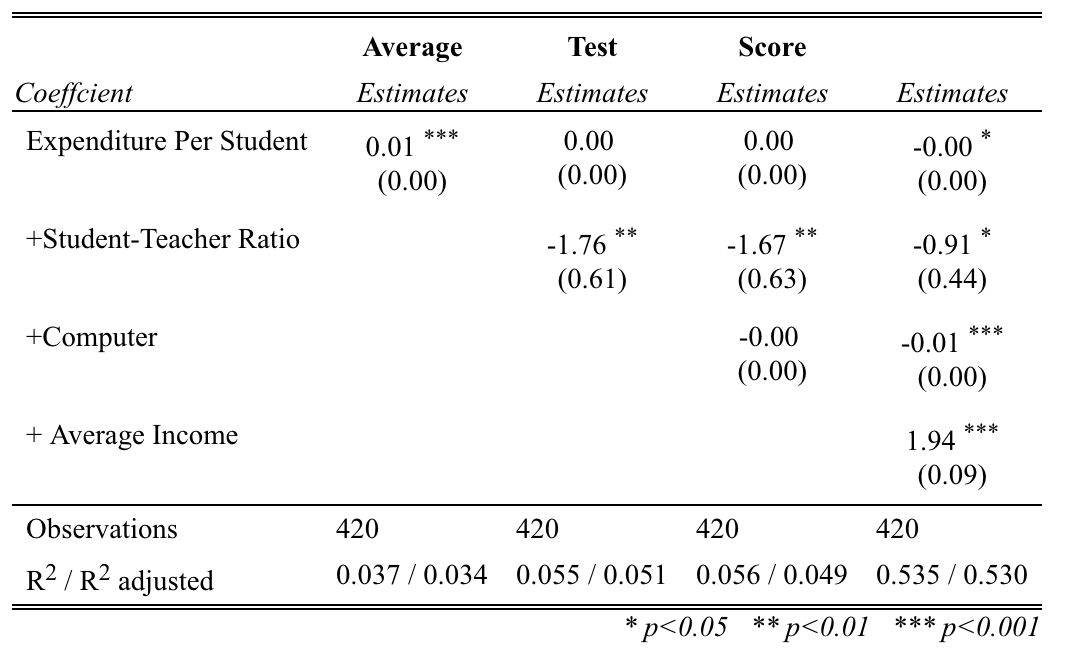 Average Test Score
Coeffcient Estimates Estimates Estimates Estimates
Expenditure Per Student 0.01 *** 0.00 0.00 -0.00 *
(0.00) (0.00) (0.00) (0.00)
+Student-Teacher Ratio -1.76 ** -1.67 ** -0.91 *
(0.61) (0.63) (0.44)
+Computer -0.00 -0.01 ***
(0.00) (0.00)
+ Average Income 1.94 ***
(0.09)
Observations 420 420 420 420
R2 / R2 adjusted 0.037 / 0.034 0.055 / 0.051 0.056 / 0.049 0.535 / 0.530
* p<0.05 ** p<0.01 *** p<0.001